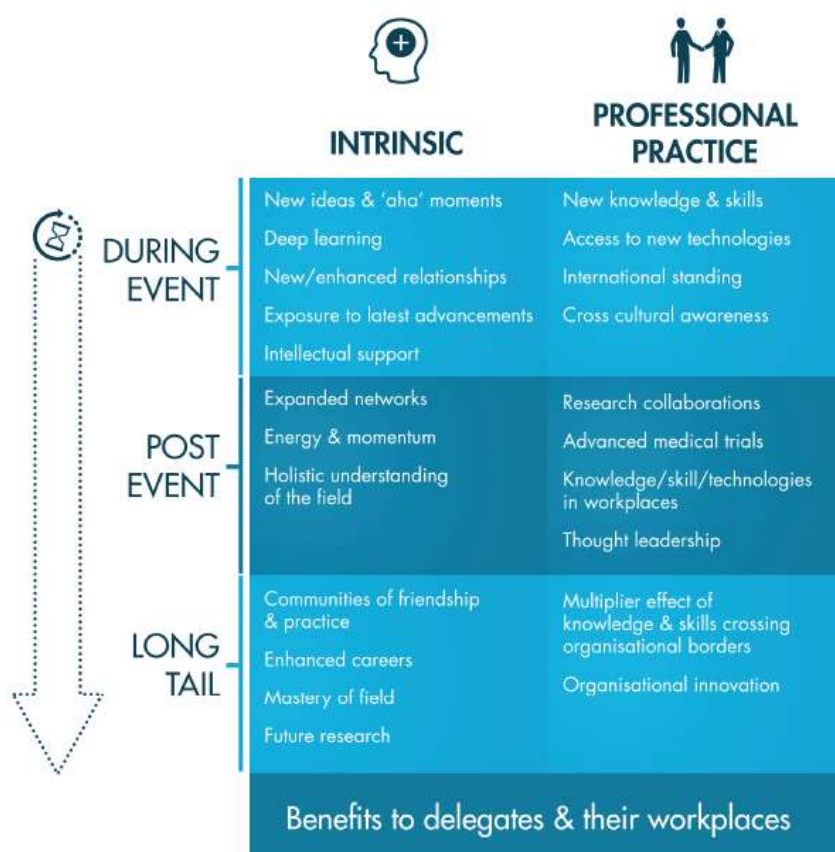 INTRINSIC
PROFESSIONAL
PRACTICE
DURING
EVENT
New ideas & ‘aha’ moments
Deep learning
New/enhanced relationships
Exposure to latest advancements
Intellectual support
New knowledge & skills
Access to new technologies
International standing
Cross cultural awareness
POST
EVENT
Expanded networks
Energy & momentum
Holistic understanding
of the field
Research collaborations
Advanced medical trials
Knowledge/skill/technologies
in workplaces
Thought leadership
LONG
TAIL
Communities of friendship
& practice
Enhanced careers
Mastery of field
Future research
Multiplier effect of
knowledge & skills crossing
organisational borders
Organisational innovation
Benefits to delegates & their workplaces